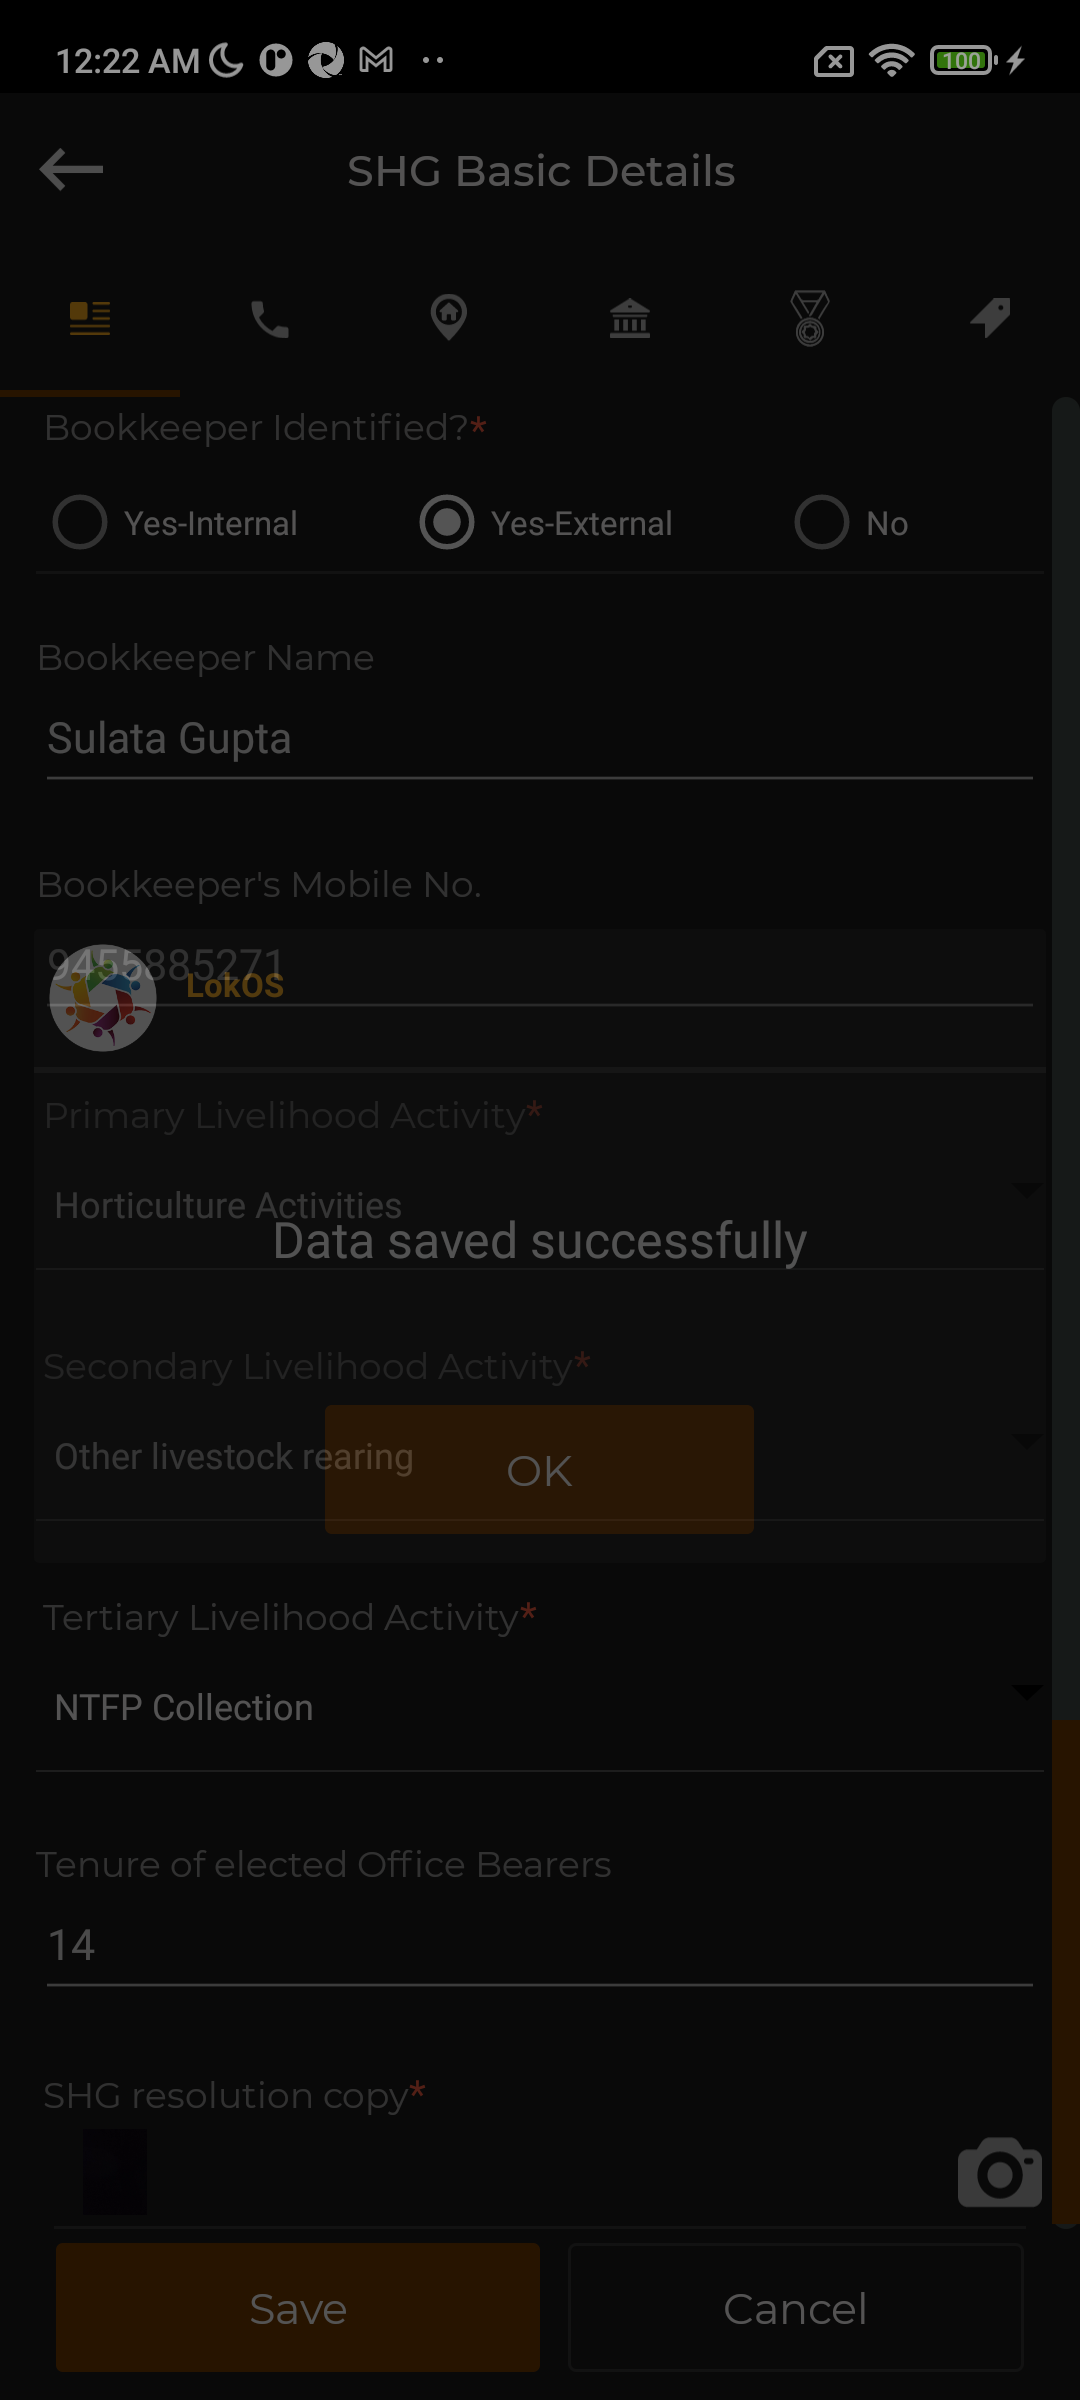 12:22 AM
100
SHG Basic Details
Bookkeeper Identified?*
Yes-Internal Yes-External No
Bookkeeper Name
Sulata Gupta
Bookkeeper's Mobile No.
9455885271
LokOS
Primary Livelihood Activity*
Horticulture Activities
Data saved successfully
Secondary Livelihood Activity*
Other livestock rearing
OK
Tertiary Livelihood Activity*
NTFP Collection
Tenure of elected Office Bearers
14
SHG resolution copy*
Save Cancel